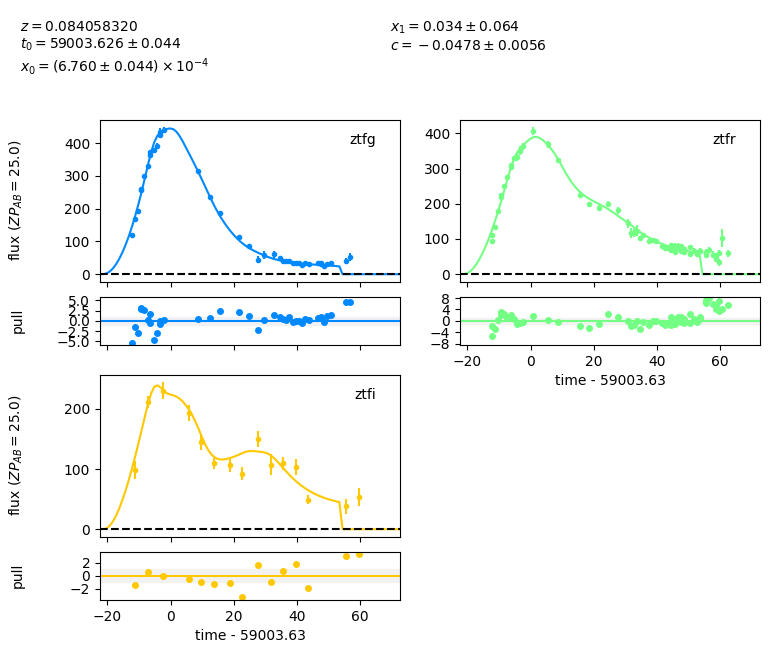 z = 0.084058320
t0 = 59003.626 ± 0.044
x0 = (6.760 ± 0.044) × 10^-4
x1 = 0.034 ± 0.064
c = −0.0478 ± 0.0056
flux (ZP_AB = 25.0)
400
300
200
100
0
ztfg
400
300
200
100
0
ztfr
pull
5.0
2.5
0.0
−2.5
−5.0
8
4
0
−4
−8
−20 0 20 40 60
time - 59003.63
flux (ZP_AB = 25.0)
200
100
0
ztfi
pull
2
0
−2
−20 0 20 40 60
time - 59003.63